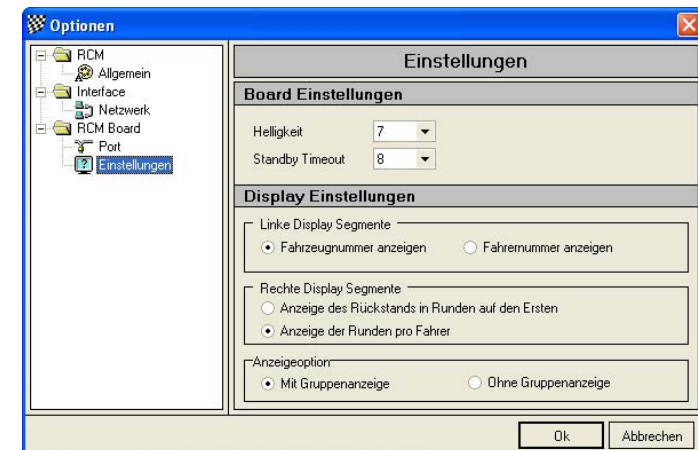 Optionen
RCM
Allgemein
Interface
Netzwerk
RCM Board
Port
Einstellungen
Einstellungen
Board Einstellungen
Helligkeit 7
Standby Timeout 8
Display Einstellungen
Linke Display Segmente
Fahrzeugnummer anzeigen Fahrernummer anzeigen
Rechte Display Segmente
Anzeige des Rückstands in Runden auf den Ersten
Anzeige der Runden pro Fahrer
Anzeigeoption
Mit Gruppenanzeige Ohne Gruppenanzeige
Ok Abbrechen